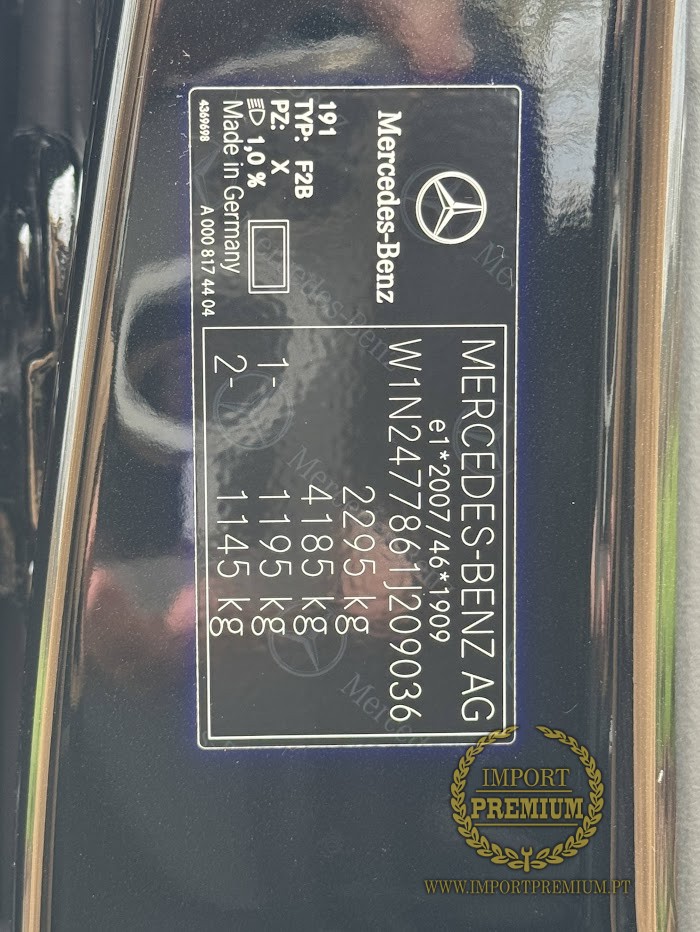 Mercedes-Benz
191
TYP: F2B
PZ: X
1,0 %
Made in Germany
4369698 A 000 817 44 04
MERCEDES-BENZ AG
e1*2007/46*1909
W1N2477861J209036
2295 kg
4185 kg
1- 1195 kg
2- 1145 kg
IMPORT
PREMIUM
WWW.IMPORTPREMIUM.PT